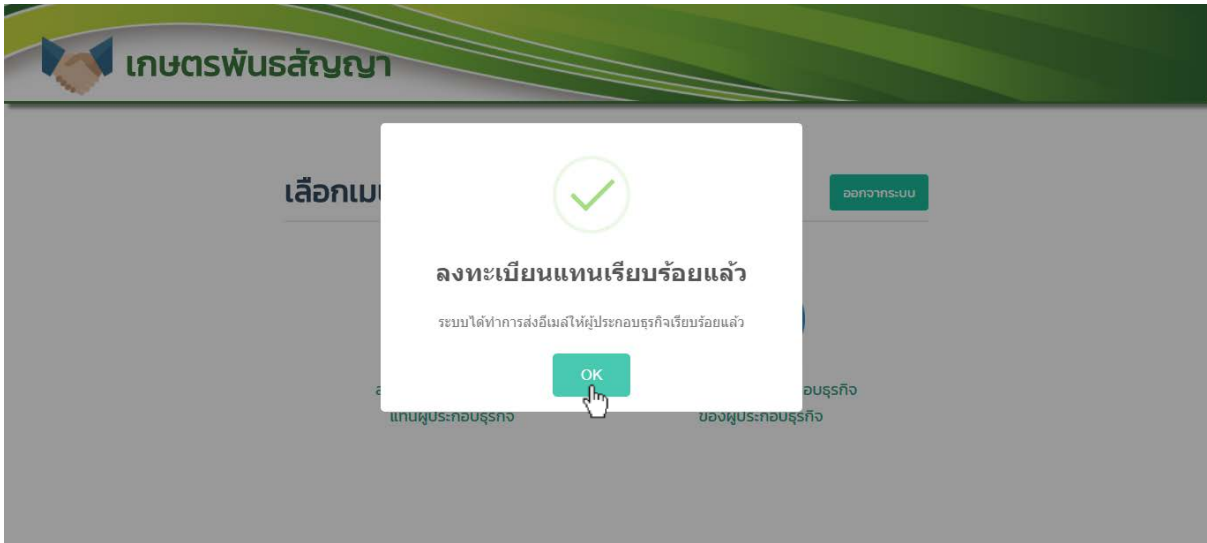 เกษตรพันธสัญญา
เลือกเม
ออกจากระบบ
ลงทะเบียนแทนเรียบร้อยแล้ว
ระบบได้ทำการส่งอีเมล์ให้ผู้ประกอบธุรกิจเรียบร้อยแล้ว
OK
อบธุรกิจ
แทนผู้ประกอบธุรกิจ ของผู้ประกอบธุรกิจ